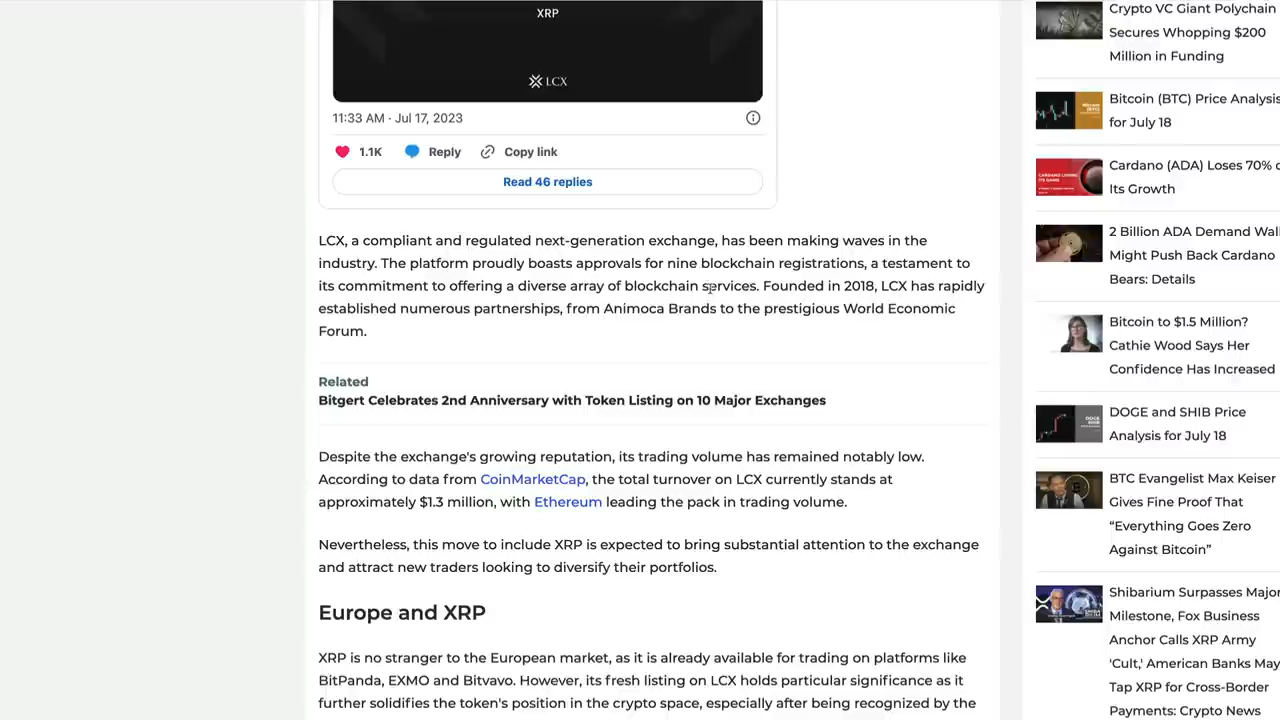 XRP
LCX
11:33 AM · Jul 17, 2023
1.1K Reply Copy link
Read 46 replies
LCX, a compliant and regulated next-generation exchange, has been making waves in the
industry. The platform proudly boasts approvals for nine blockchain registrations, a testament to
its commitment to offering a diverse array of blockchain services. Founded in 2018, LCX has rapidly
established numerous partnerships, from Animoca Brands to the prestigious World Economic
Forum.
Related
Bitgert Celebrates 2nd Anniversary with Token Listing on 10 Major Exchanges
Despite the exchange's growing reputation, its trading volume has remained notably low.
According to data from CoinMarketCap, the total turnover on LCX currently stands at
approximately $1.3 million, with Ethereum leading the pack in trading volume.
Nevertheless, this move to include XRP is expected to bring substantial attention to the exchange
and attract new traders looking to diversify their portfolios.
Europe and XRP
XRP is no stranger to the European market, as it is already available for trading on platforms like
BitPanda, EXMO and Bitvavo. However, its fresh listing on LCX holds particular significance as it
further solidifies the token's position in the crypto space, especially after being recognized by the
Crypto VC Giant Polychain
Secures Whopping $200
Million in Funding
Bitcoin (BTC) Price Analysis
for July 18
Cardano (ADA) Loses 70% o
Its Growth
2 Billion ADA Demand Wall
Might Push Back Cardano
Bears: Details
Bitcoin to $1.5 Million?
Cathie Wood Says Her
Confidence Has Increased
DOGE and SHIB Price
Analysis for July 18
BTC Evangelist Max Keiser
Gives Fine Proof That
“Everything Goes Zero
Against Bitcoin”
Shibarium Surpasses Major
Milestone, Fox Business
Anchor Calls XRP Army
'Cult,' American Banks May
Tap XRP for Cross-Border
Payments: Crypto News